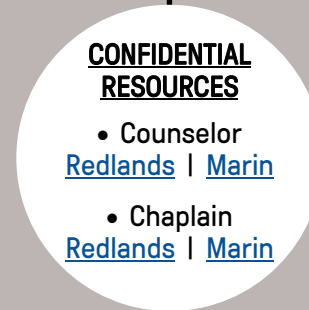 CONFIDENTIAL
RESOURCES
• Counselor
Redlands | Marin
• Chaplain
Redlands | Marin